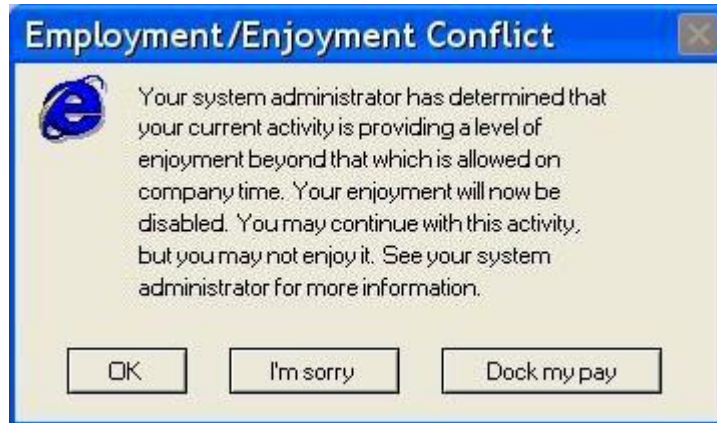 Employment/Enjoyment Conflict
Your system administrator has determined that
your current activity is providing a level of
enjoyment beyond that which is allowed on
company time. Your enjoyment will now be
disabled. You may continue with this activity,
but you may not enjoy it. See your system
administrator for more information.
OK
I'm sorry
Dock my pay